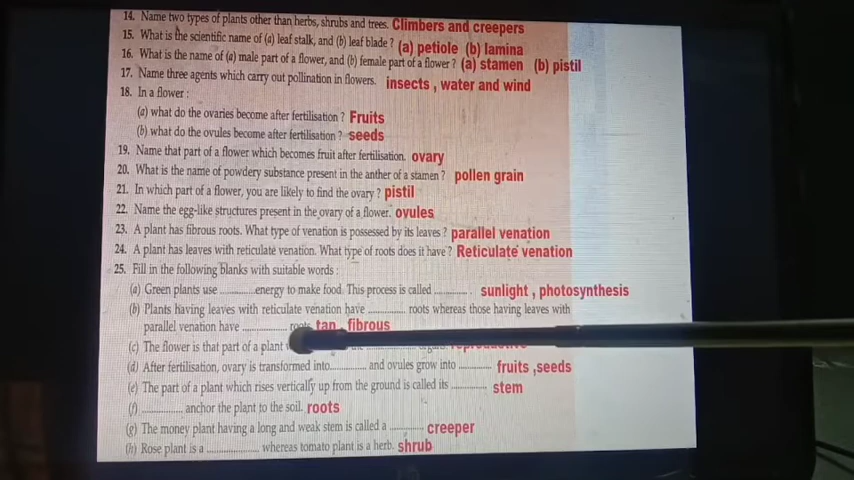 14. Name two types of plants other than herbs, shrubs and trees. Climbers and creepers
15. What is the scientific name of (a) leaf stalk, and (b) leaf blade ? (a) petiole (b) lamina
16. What is the name of (a) male part of a flower, and (b) female part of a flower ? (a) stamen (b) pistil
17. Name three agents which carry out pollination in flowers. insects , water and wind
18. In a flower :
(a) what do the ovaries become after fertilisation ? Fruits
(b) what do the ovules become after fertilisation ? seeds
19. Name that part of a flower which becomes fruit after fertilisation. ovary
20. What is the name of powdery substance present in the anther of a stamen ? pollen grain
21. In which part of a flower, you are likely to find the ovary ? pistil
22. Name the egg-like structures present in the ovary of a flower. ovules
23. A plant has fibrous roots. What type of venation is possessed by its leaves ? parallel venation
24. A plant has leaves with reticulate venation. What type of roots does it have ? Reticulate venation
25. Fill in the following blanks with suitable words :
(a) Green plants use ............energy to make food. This process is called ........... . sunlight , photosynthesis
(b) Plants having leaves with reticulate venation have ............ roots whereas those having leaves with
parallel venation have .............. roots tap , fibrous
(c) The flower is that part of a plant
(d) After fertilisation, ovary is transformed into............ and ovules grow into ........... fruits ,seeds
(e) The part of a plant which rises vertically up from the ground is called its ............ stem
(f) ............. anchor the plant to the soil. roots
(g) The money plant having a long and weak stem is called a ........... creeper
(h) Rose plant is a ................. whereas tomato plant is a herb. shrub